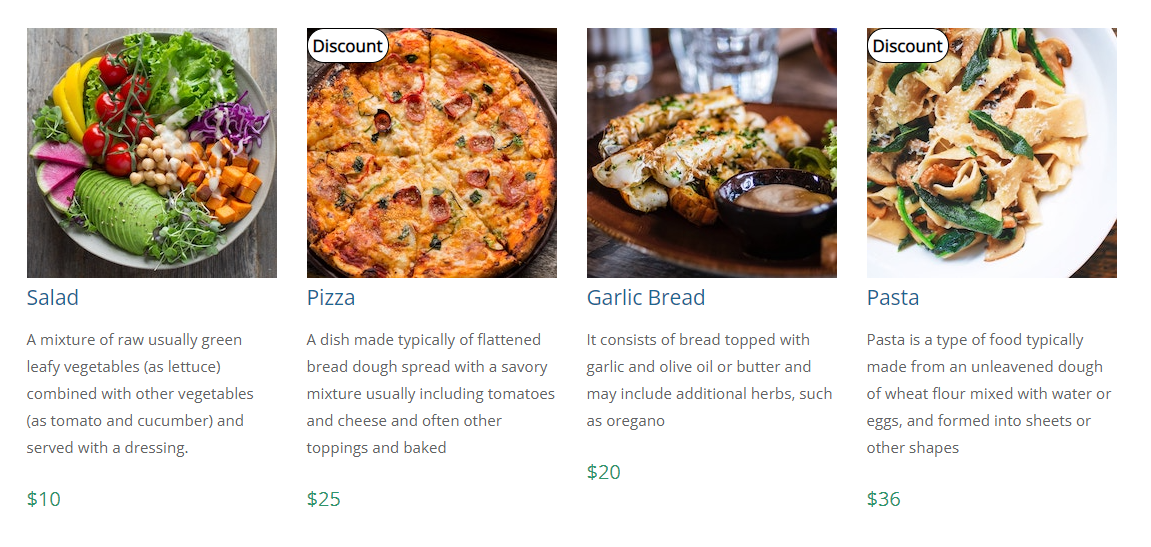 Salad
A mixture of raw usually green
leafy vegetables (as lettuce)
combined with other vegetables
(as tomato and cucumber) and
served with a dressing.
$10
Discount
Pizza
A dish made typically of flattened
bread dough spread with a savory
mixture usually including tomatoes
and cheese and often other
toppings and baked
$25
Garlic Bread
It consists of bread topped with
garlic and olive oil or butter and
may include additional herbs, such
as oregano
$20
Discount
Pasta
Pasta is a type of food typically
made from an unleavened dough
of wheat flour mixed with water or
eggs, and formed into sheets or
other shapes
$36